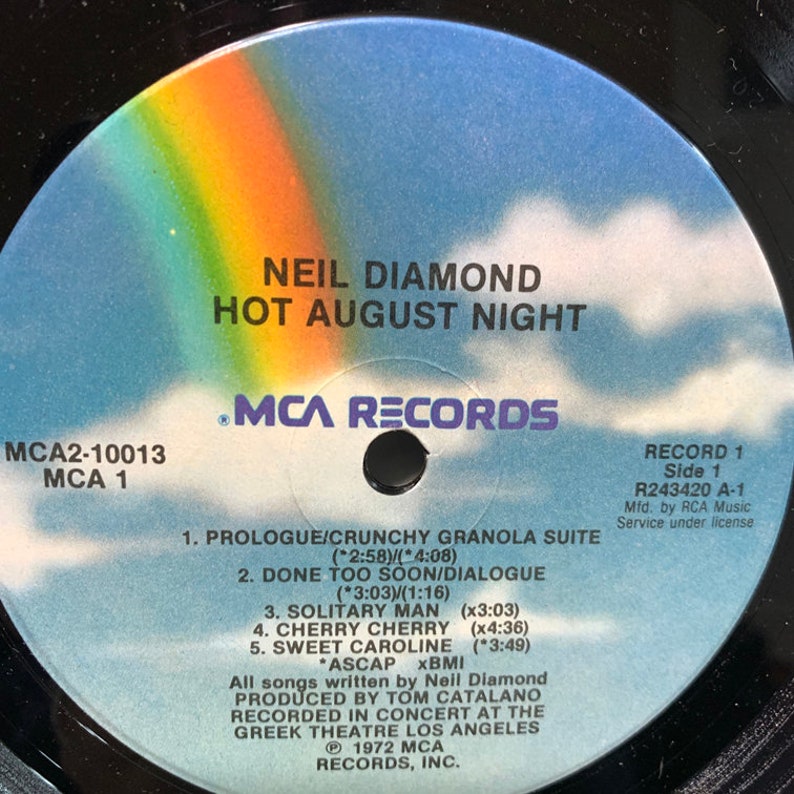 NEIL DIAMOND
HOT AUGUST NIGHT
® MCA RECORDS
MCA2-10013
MCA 1
RECORD 1
Side 1
R243420 A-1
Mfd. by RCA Music
Service under license
1. PROLOGUE/CRUNCHY GRANOLA SUITE
(*2:58)/(*4:08)
2. DONE TOO SOON/DIALOGUE
(*3:03)/(1:16)
3. SOLITARY MAN (x3:03)
4. CHERRY CHERRY (x4:36)
5. SWEET CAROLINE (*3:49)
*ASCAP xBMI
All songs written by Neil Diamond
PRODUCED BY TOM CATALANO
RECORDED IN CONCERT AT THE
GREEK THEATRE LOS ANGELES
℗ 1972 MCA
RECORDS, INC.